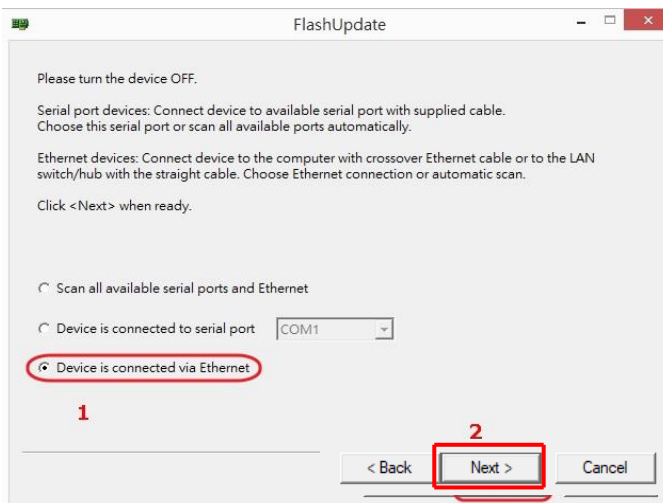 FlashUpdate
Please turn the device OFF.
Serial port devices: Connect device to available serial port with supplied cable.
Choose this serial port or scan all available ports automatically.
Ethernet devices: Connect device to the computer with crossover Ethernet cable or to the LAN
switch/hub with the straight cable. Choose Ethernet connection or automatic scan.
Click <Next> when ready.
Scan all available serial ports and Ethernet
Device is connected to serial port COM1
Device is connected via Ethernet
1
2
< Back Next > Cancel